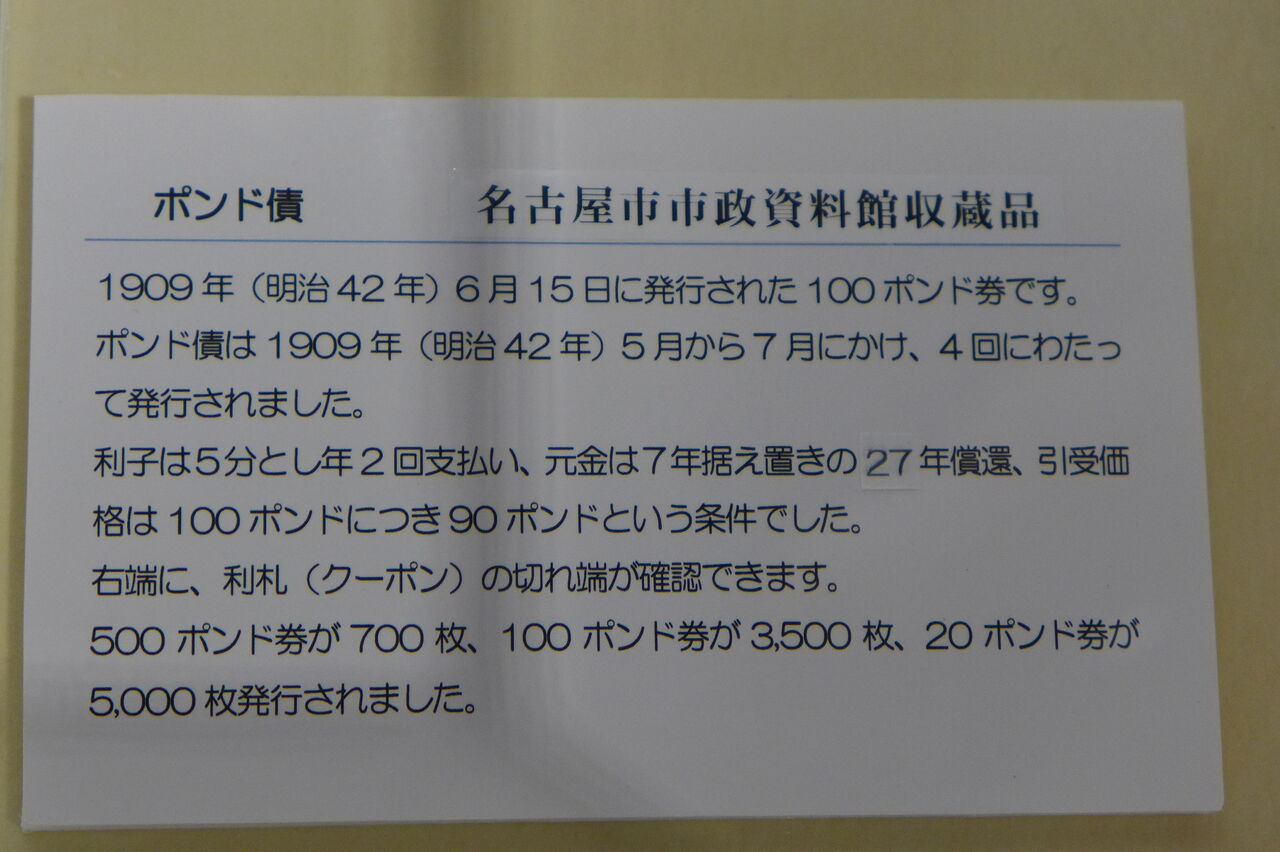 ポンド債　名古屋市市政資料館収蔵品
1909年（明治42年）6月15日に発行された100ポンド券です。
ポンド債は1909年（明治42年）5月から7月にかけ、4回にわたっ
て発行されました。
利子は5分とし年2回支払い、元金は7年据え置きの27年償還、引受価
格は100ポンドにつき90ポンドという条件でした。
右端に、利札（クーポン）の切れ端が確認できます。
500ポンド券が700枚、100ポンド券が3,500枚、20ポンド券が
5,000枚発行されました。